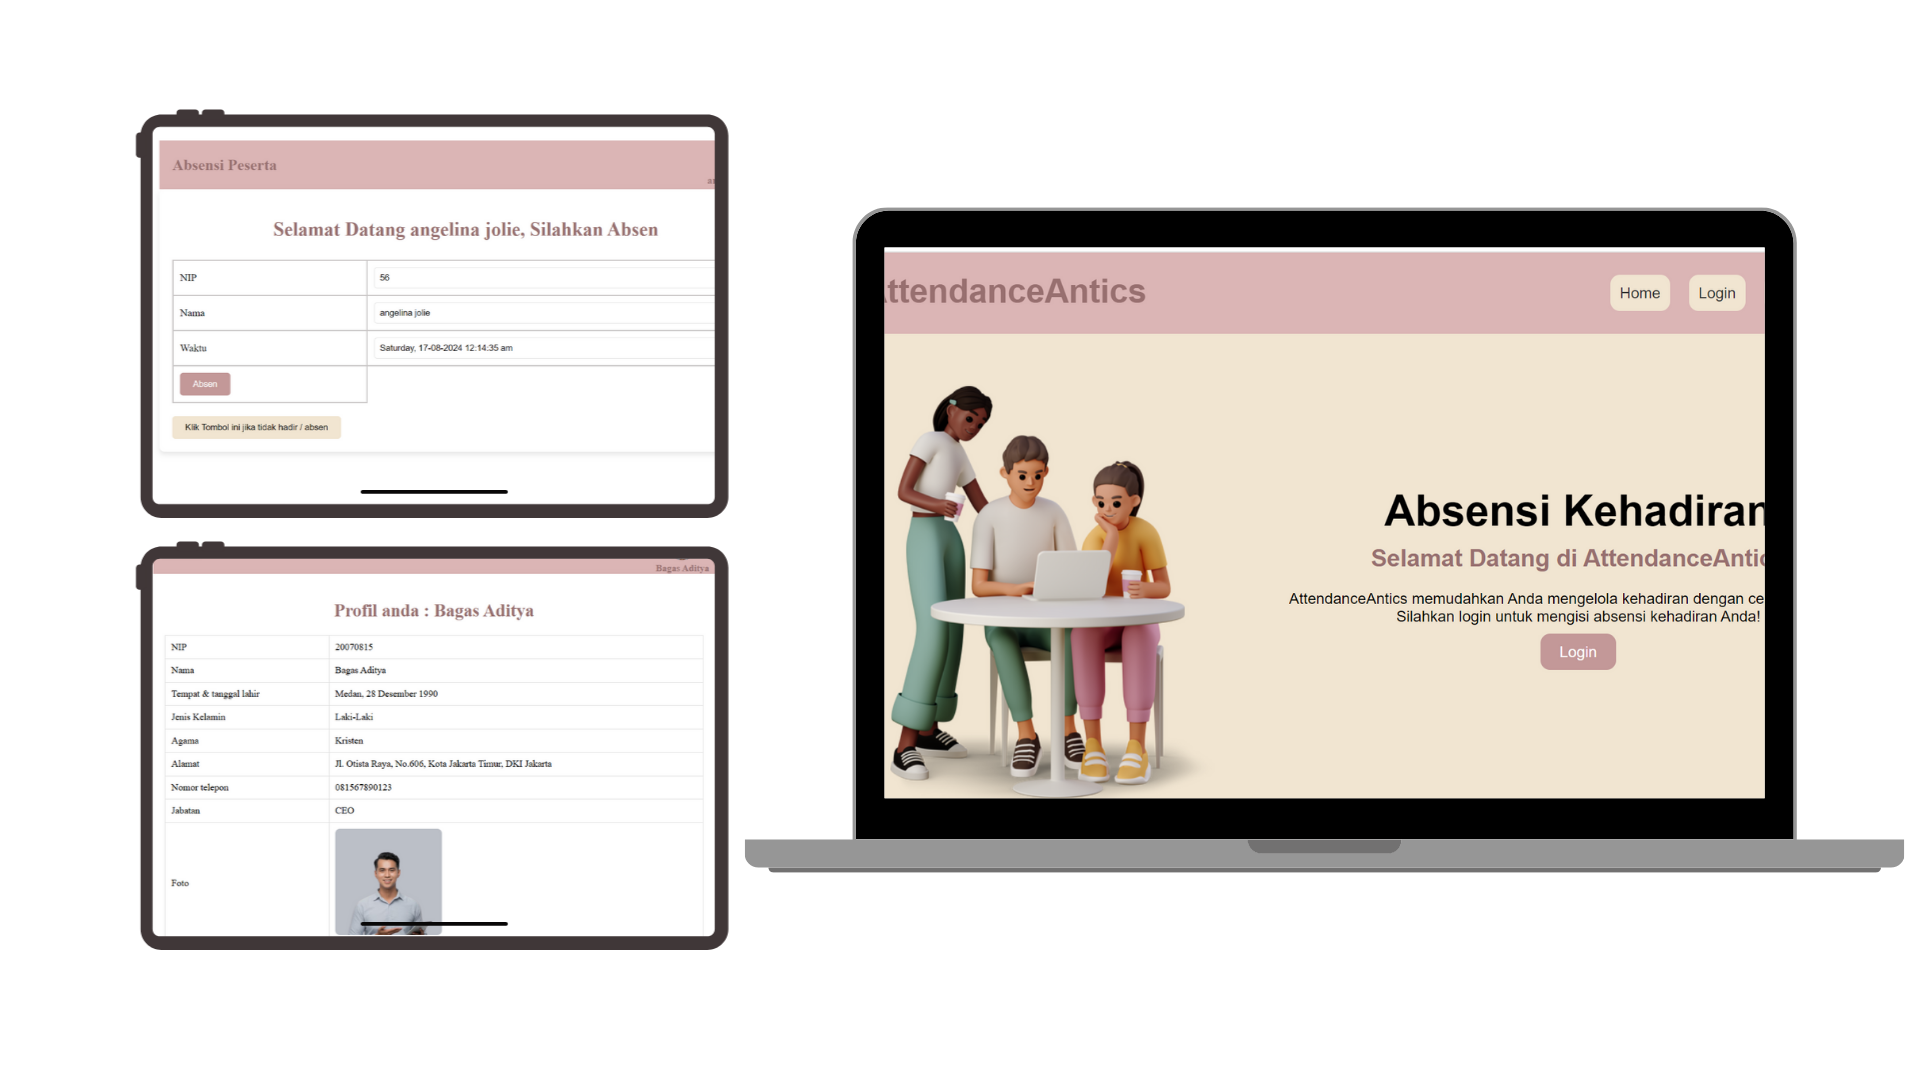 Absensi Peserta
Selamat Datang angelina jolie, Silahkan Absen
NIP 56
Nama angelina jolie
Waktu Saturday, 17-08-2024 12:14:35 am
Absen
Klik Tombol ini jika tidak hadir / absen
Bagas Aditya
Profil anda : Bagas Aditya
NIP 20070815
Nama Bagas Aditya
Tempat & tanggal lahir Medan, 28 Desember 1990
Jenis Kelamin Laki-Laki
Agama Kristen
Alamat Jl. Otista Raya, No.606, Kota Jakarta Timur, DKI Jakarta
Nomor telepon 081567890123
Jabatan CEO
Foto
ttendanceAntics
Home Login
Absensi Kehadiran
Selamat Datang di AttendanceAntic
AttendanceAntics memudahkan Anda mengelola kehadiran dengan ce
Silahkan login untuk mengisi absensi kehadiran Anda!
Login